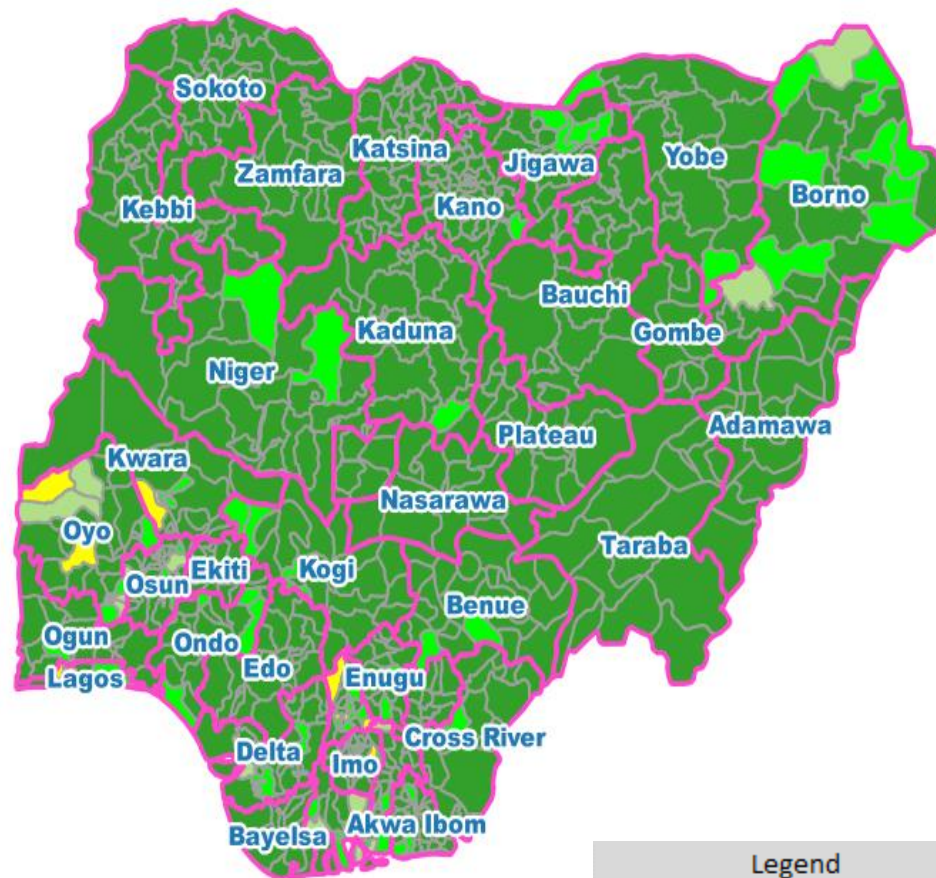 Sokoto
Katsina
Zamfara
Jigawa
Yobe
Kebbi
Kano
Borno
Bauchi
Kaduna
Gombe
Niger
Adamawa
Plateau
Kwara
Nasarawa
Oyo
Taraba
Osun
Ekiti
Kogi
Benue
Ogun
Ondo
Edo
Enugu
Lagos
Delta
Imo
Cross River
Bayelsa
Akwa Ibom
Legend